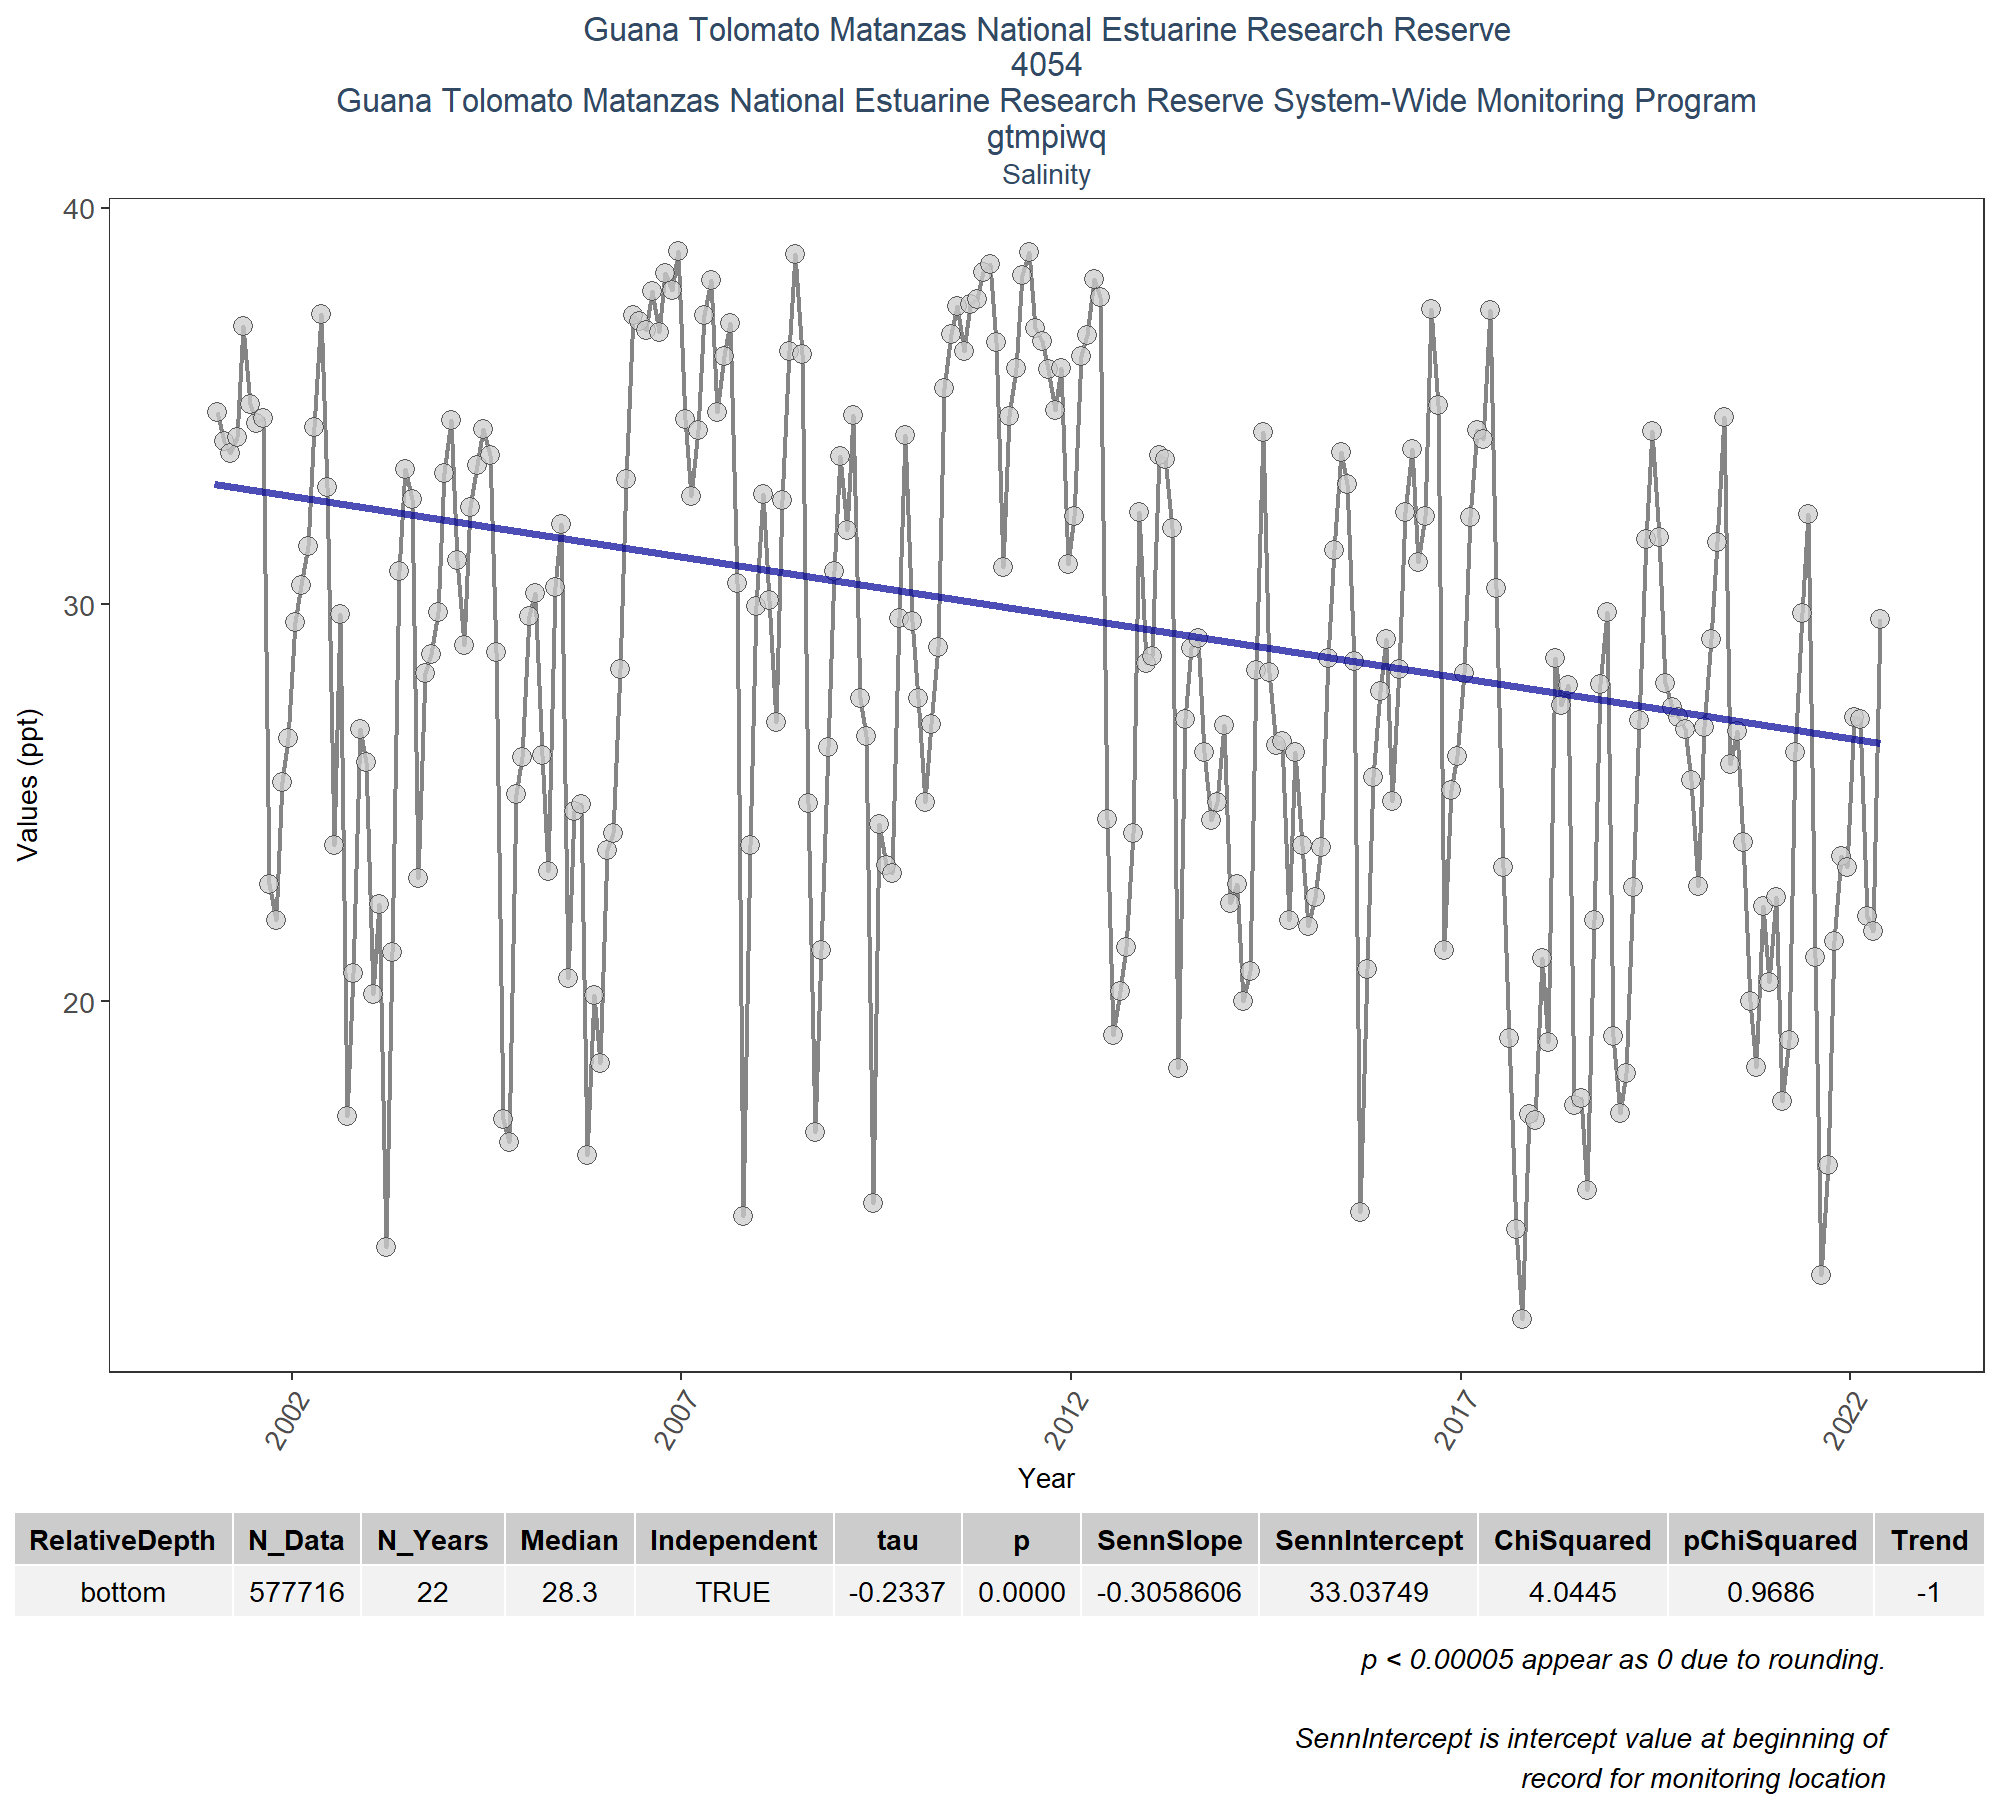 Guana Tolomato Matanzas National Estuarine Research Reserve
4054
Guana Tolomato Matanzas National Estuarine Research Reserve System-Wide Monitoring Program
gtmpiwq
Salinity
40
30
20
Values (ppt)
2002 2007 2012 2017 2022
Year
RelativeDepth N_Data N_Years Median Independent tau p SennSlope SennIntercept ChiSquared pChiSquared Trend
bottom 577716 22 28.3 TRUE -0.2337 0.0000 -0.3058606 33.03749 4.0445 0.9686 -1
p < 0.00005 appear as 0 due to rounding.
SennIntercept is intercept value at beginning of
record for monitoring location